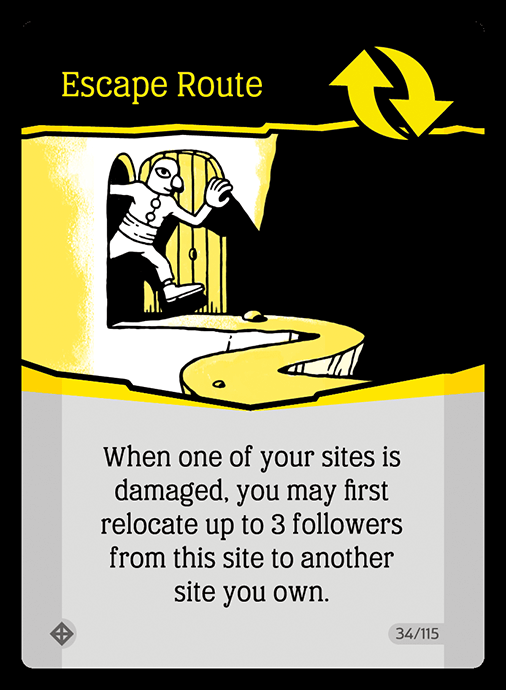 Escape Route
When one of your sites is
damaged, you may first
relocate up to 3 followers
from this site to another
site you own.
34/115